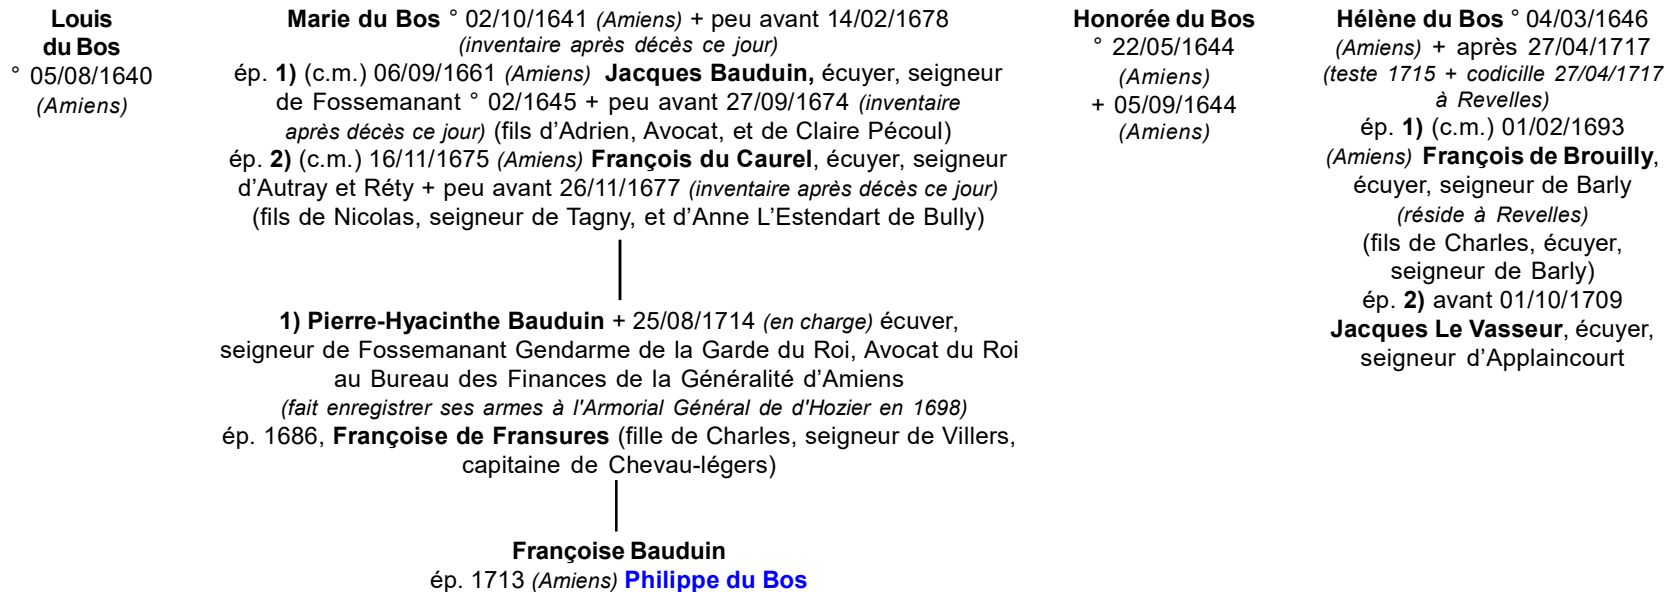 Louis
du Bos
° 05/08/1640
(Amiens)
Marie du Bos ° 02/10/1641 (Amiens) + peu avant 14/02/1678
(inventaire après décès ce jour)
ép. 1) (c.m.) 06/09/1661 (Amiens) Jacques Bauduin, écuyer, seigneur
de Fossemanant ° 02/1645 + peu avant 27/09/1674 (inventaire
après décès ce jour) (fils d'Adrien, Avocat, et de Claire Pécoul)
ép. 2) (c.m.) 16/11/1675 (Amiens) François du Caurel, écuyer, seigneur
d'Autray et Réty + peu avant 26/11/1677 (inventaire après décès ce jour)
(fils de Nicolas, seigneur de Tagny, et d'Anne L'Estendart de Bully)
1) Pierre-Hyacinthe Bauduin + 25/08/1714 (en charge) écuver,
seigneur de Fossemanant Gendarme de la Garde du Roi, Avocat du Roi
au Bureau des Finances de la Généralité d'Amiens
(fait enregistrer ses armes à l'Armorial Général de d'Hozier en 1698)
ép. 1686, Françoise de Fransures (fille de Charles, seigneur de Villers,
capitaine de Chevau-légers)
Françoise Bauduin
ép. 1713 (Amiens) Philippe du Bos
Honorée du Bos
° 22/05/1644
(Amiens)
+ 05/09/1644
(Amiens)
Hélène du Bos ° 04/03/1646
(Amiens) + après 27/04/1717
(teste 1715 + codicille 27/04/1717
à Revelles)
ép. 1) (c.m.) 01/02/1693
(Amiens) François de Brouilly,
écuyer, seigneur de Barly
(réside à Revelles)
(fils de Charles, écuyer,
seigneur de Barly)
ép. 2) avant 01/10/1709
Jacques Le Vasseur, écuyer,
seigneur d'Applaincourt